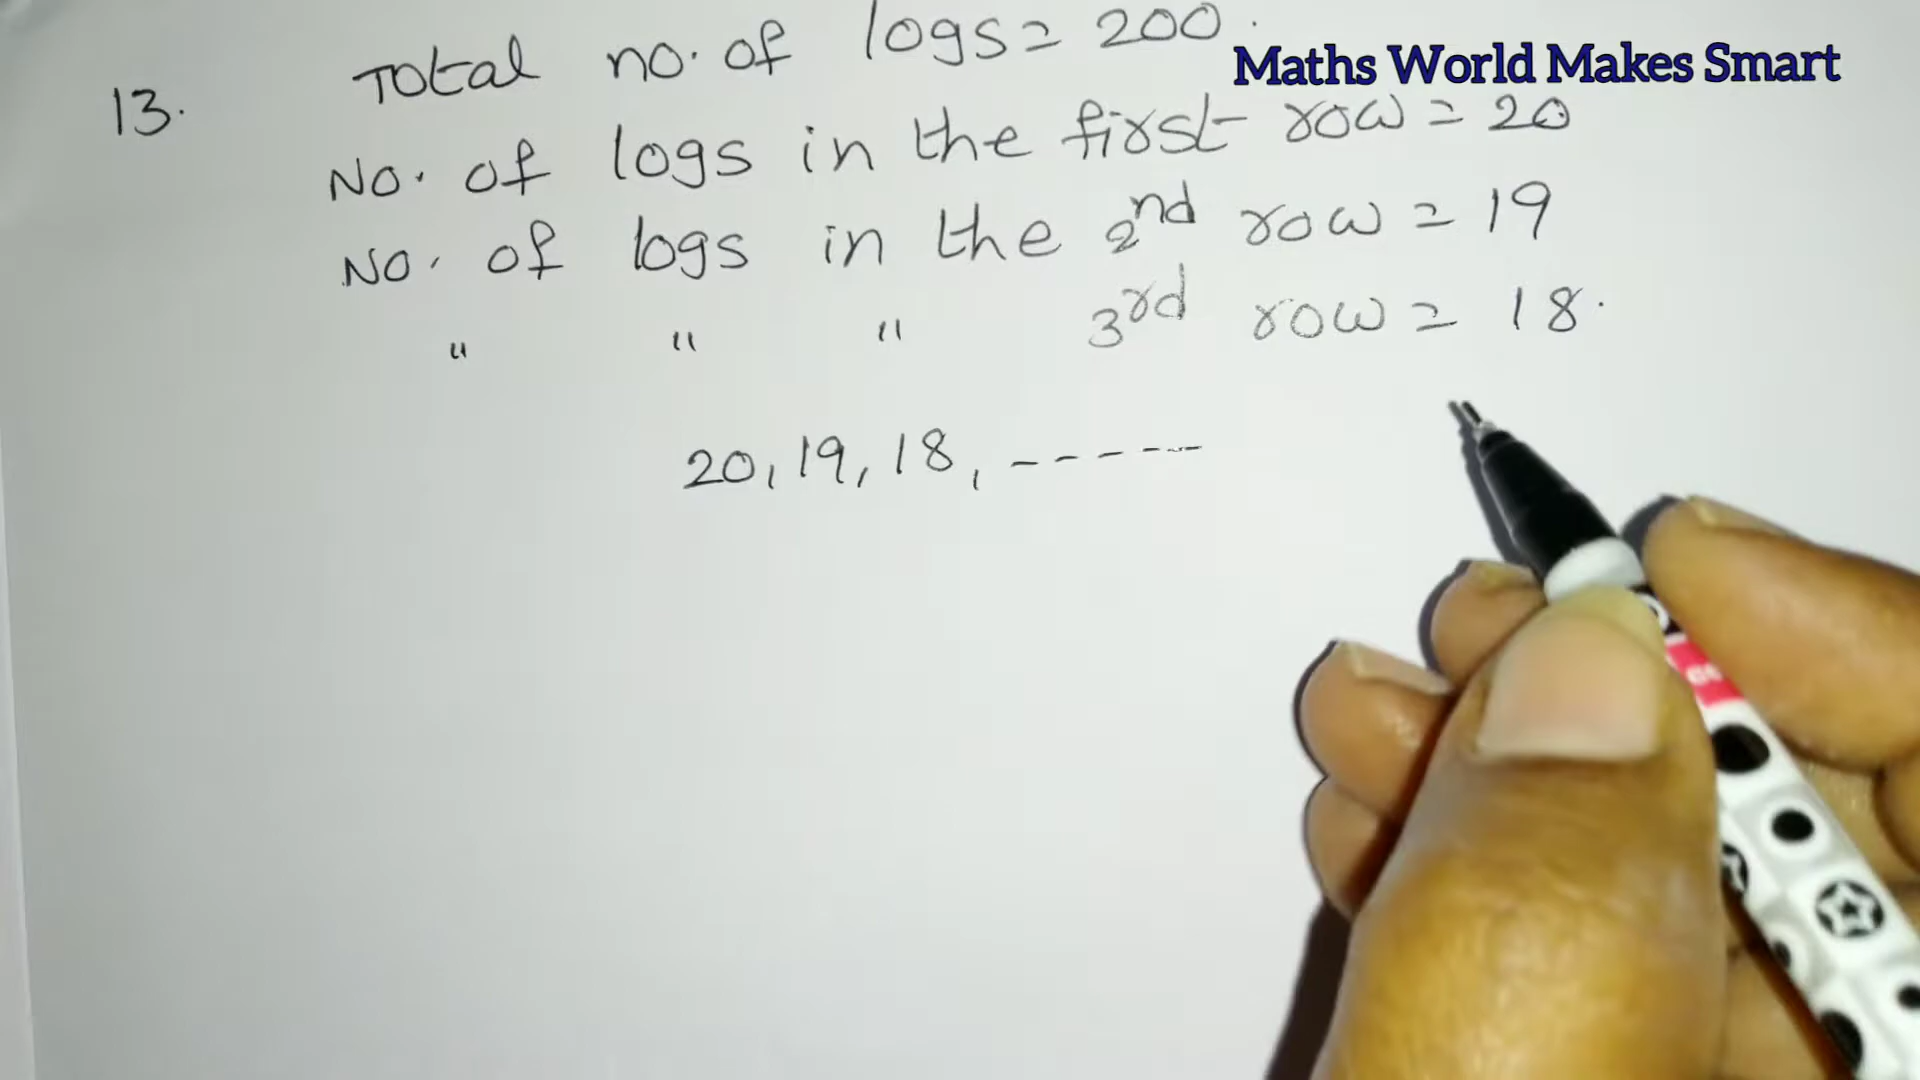 Total no. of logs = 200.
Maths World Makes Smart
13.
No. of logs in the first row = 20
No. of logs in the 2nd row = 19
" " " 3rd row = 18.
20, 19, 18, ------